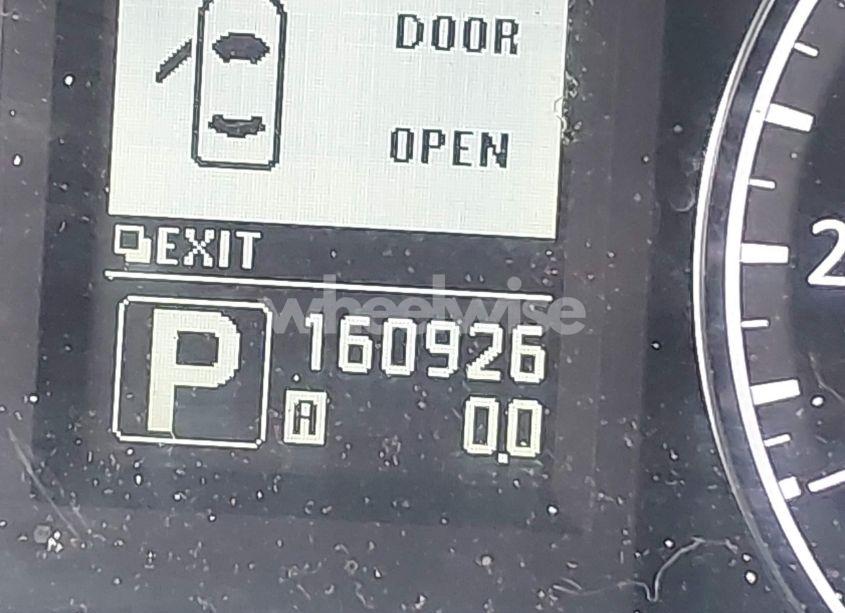 DOOR
OPEN
EXIT
wheelwise
P 160926
A 0.0
2